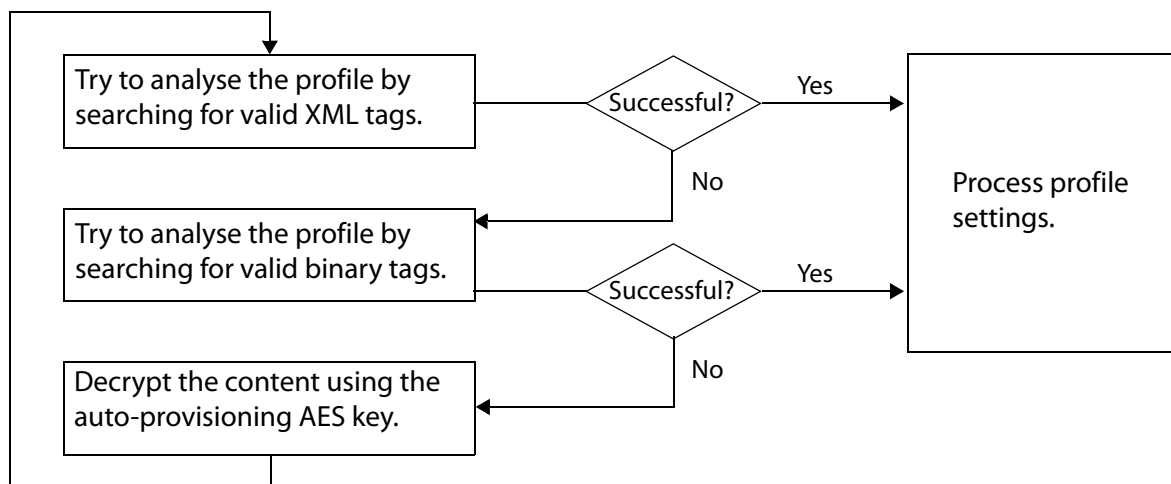 Try to analyse the profile by
searching for valid XML tags.
Successful?
Yes
No
Process profile
settings.
Try to analyse the profile by
searching for valid binary tags.
Successful?
Yes
No
Decrypt the content using the
auto-provisioning AES key.